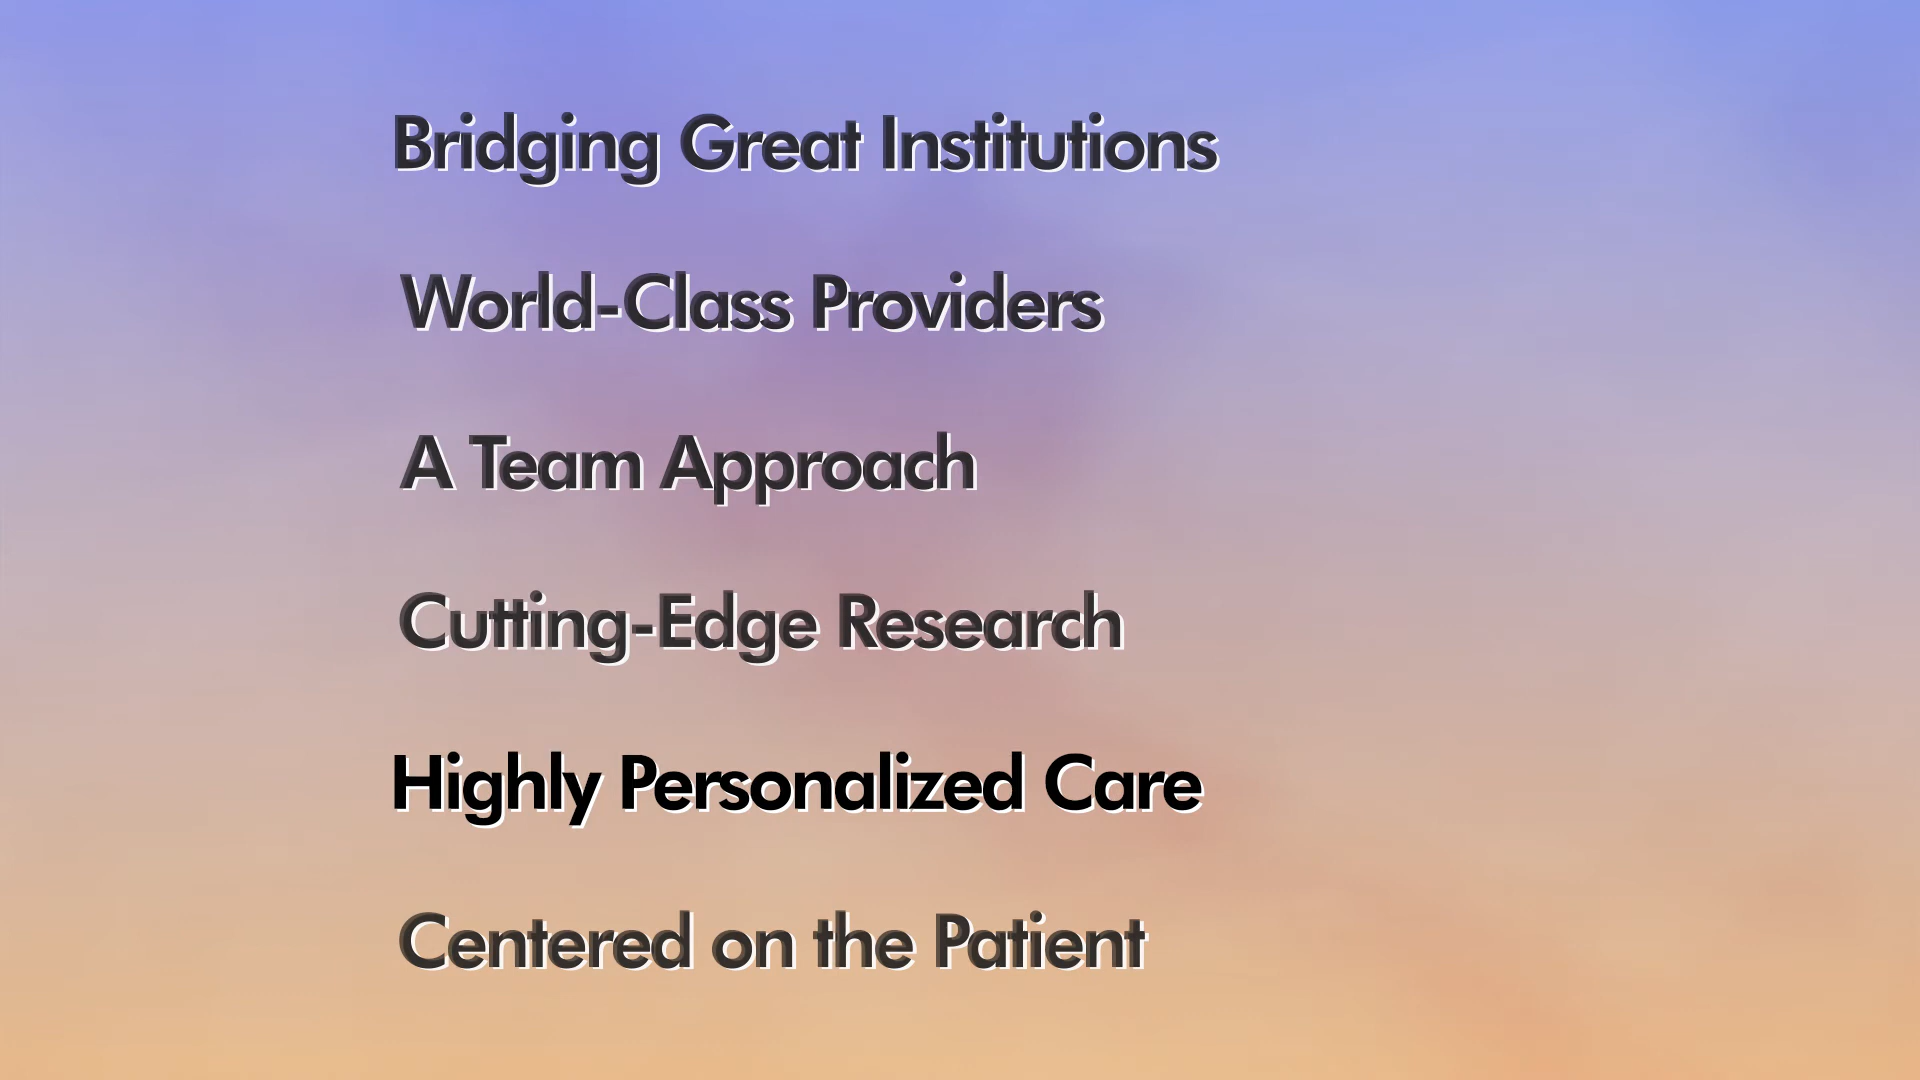 Bridging Great Institutions
World-Class Providers
A Team Approach
Cutting-Edge Research
Highly Personalized Care
Centered on the Patient